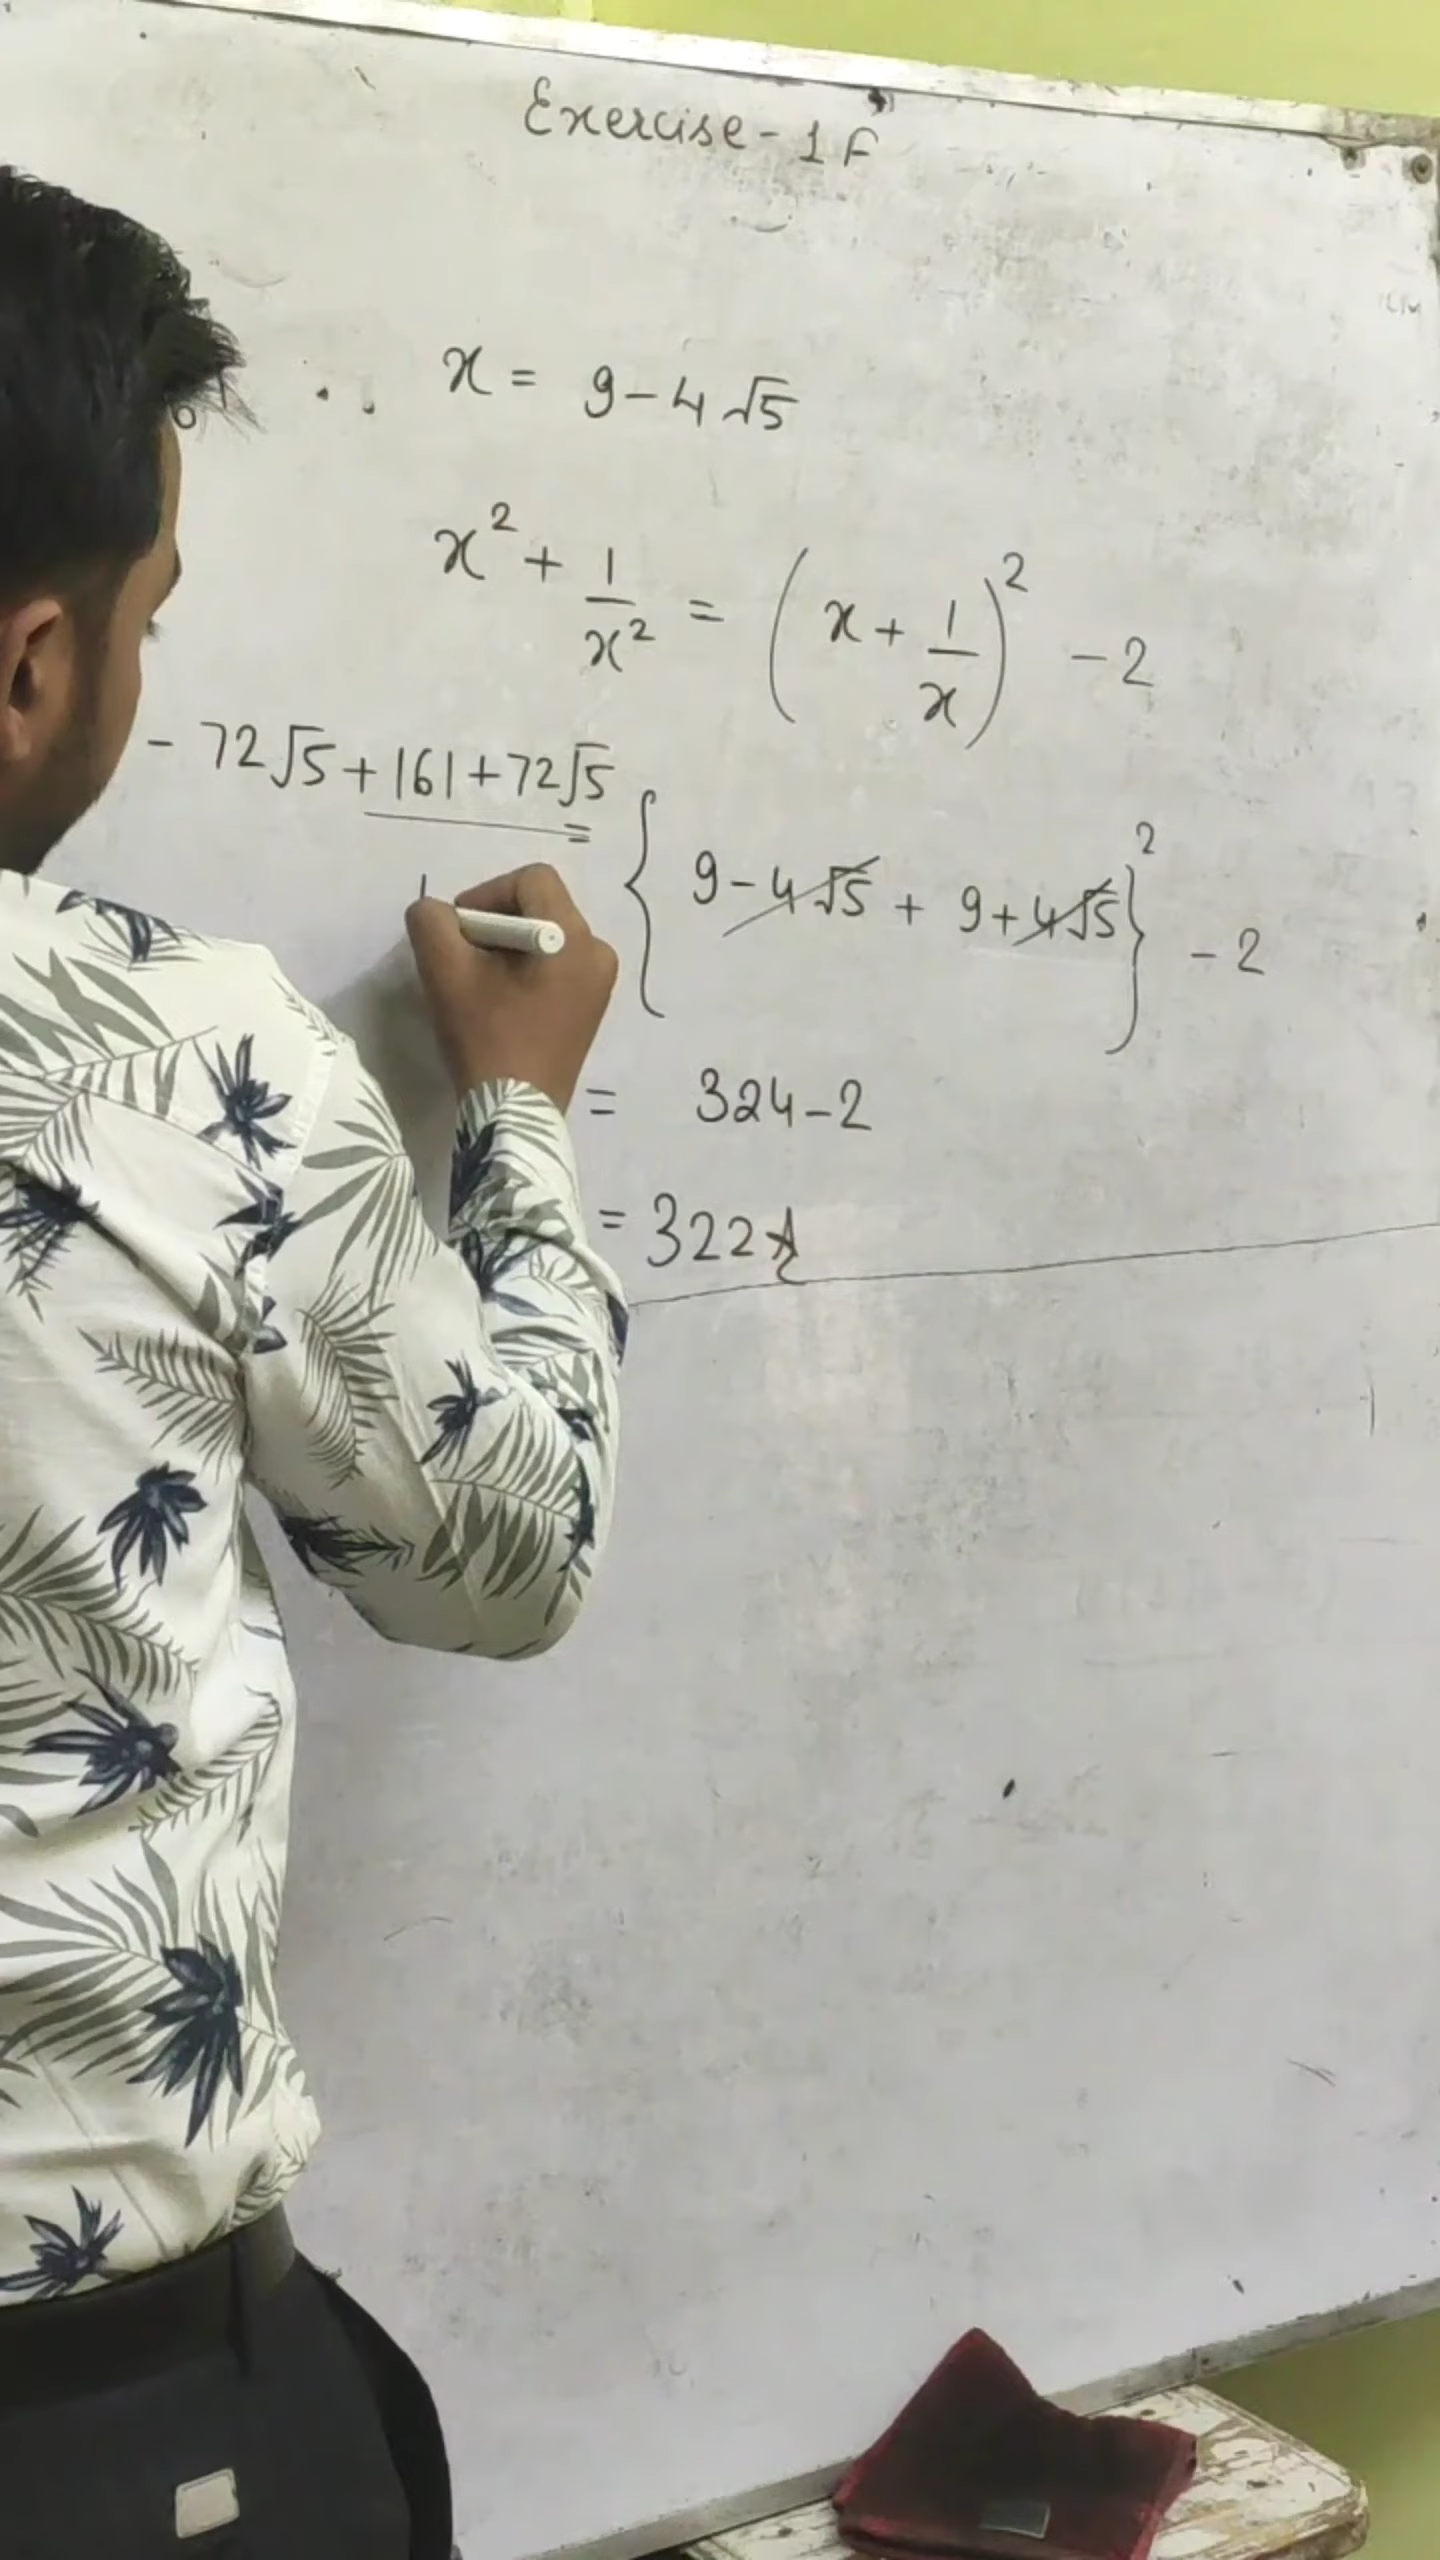 Exercise - 1F
x = 9 - 4√5
x² + 1/x² = (x + 1/x)² - 2
- 72√5 + 161 + 72√5
= {9 - 4√5 + 9 + 4√5}² - 2
1
= 324 - 2
= 322